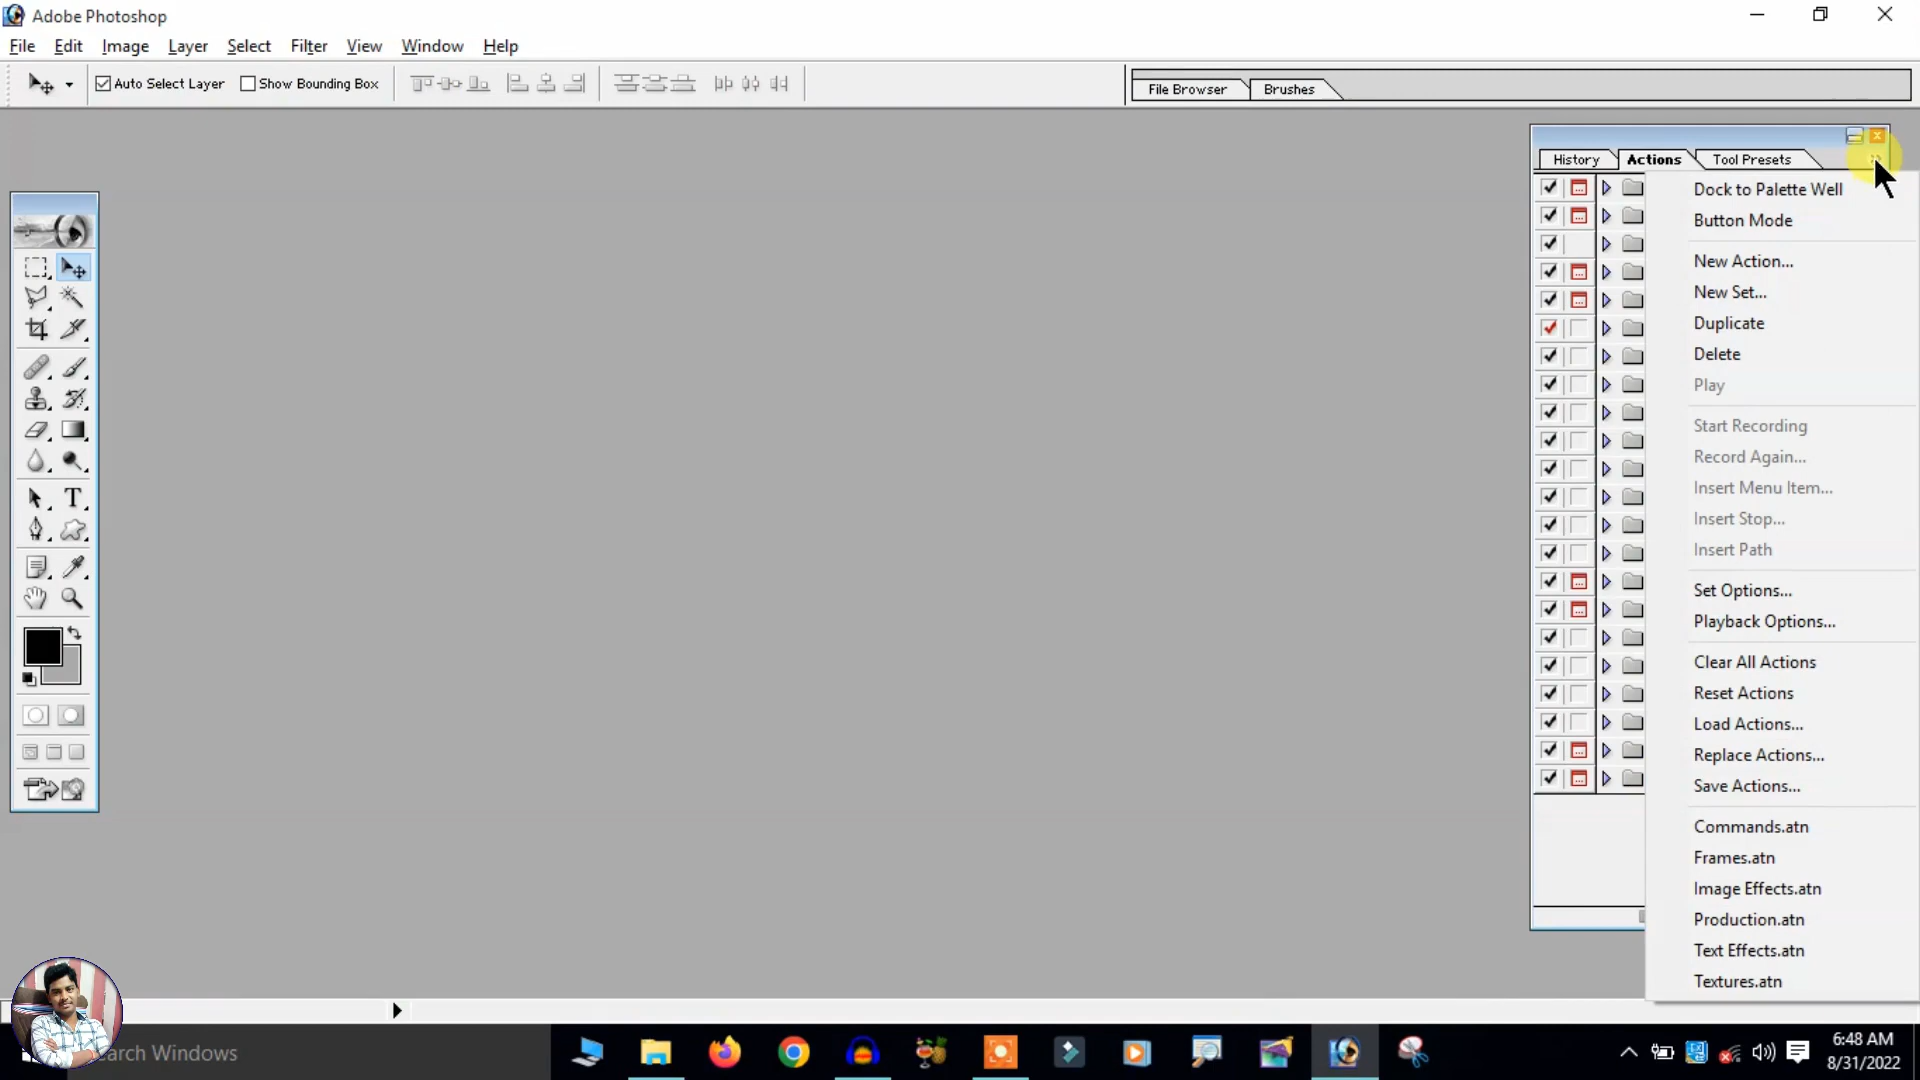 Adobe Photoshop
File Edit Image Layer Select Filter View Window Help
Auto Select Layer Show Bounding Box File Browser Brushes
History Actions Tool Presets
Dock to Palette Well
Button Mode
New Action...
New Set...
Duplicate
Delete
Play
Start Recording
Record Again...
Insert Menu Item...
Insert Stop...
Insert Path
Set Options...
Playback Options...
Clear All Actions
Reset Actions
Load Actions...
Replace Actions...
Save Actions...
Commands.atn
Frames.atn
Image Effects.atn
Production.atn
Text Effects.atn
Textures.atn
arch Windows
6:48 AM
8/31/2022